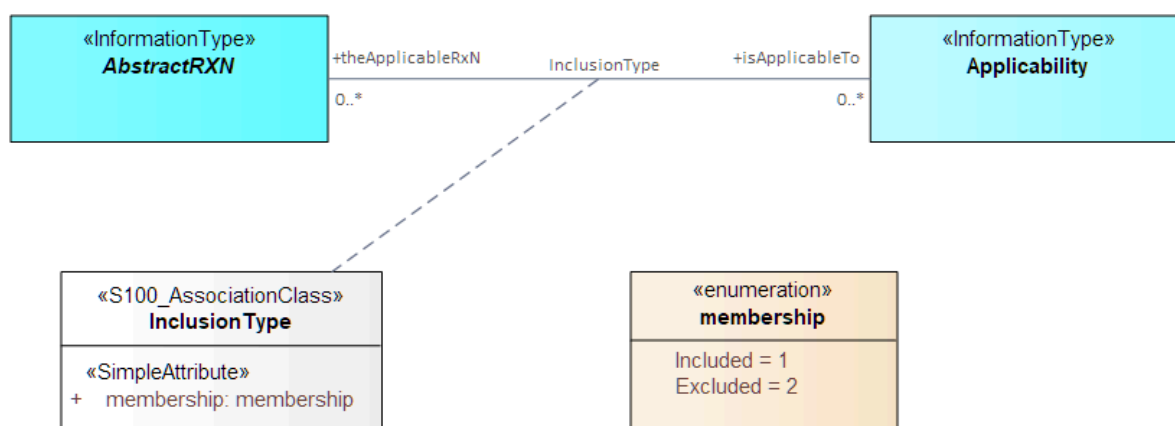 «InformationType»
AbstractRXN
+theApplicableRxN
InclusionType
+isApplicableTo
0..*
0..*
«InformationType»
Applicability
«S100_AssociationClass»
InclusionType
«SimpleAttribute»
+ membership: membership
«enumeration»
membership
Included = 1
Excluded = 2